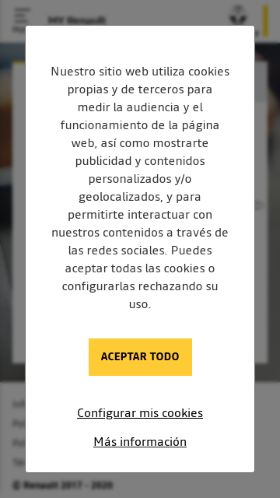 MY Renault
Nuestro sitio web utiliza cookies
propias y de terceros para
medir la audiencia y el
funcionamiento de la página
web, así como mostrarte
publicidad y contenidos
personalizados y/o
geolocalizados, y para
permitirte interactuar con
nuestros contenidos a través de
las redes sociales. Puedes
aceptar todas las cookies o
configurarlas rechazando su
uso.
ACEPTAR TODO
Configurar mis cookies
Más información
© Renault 2017 - 2020